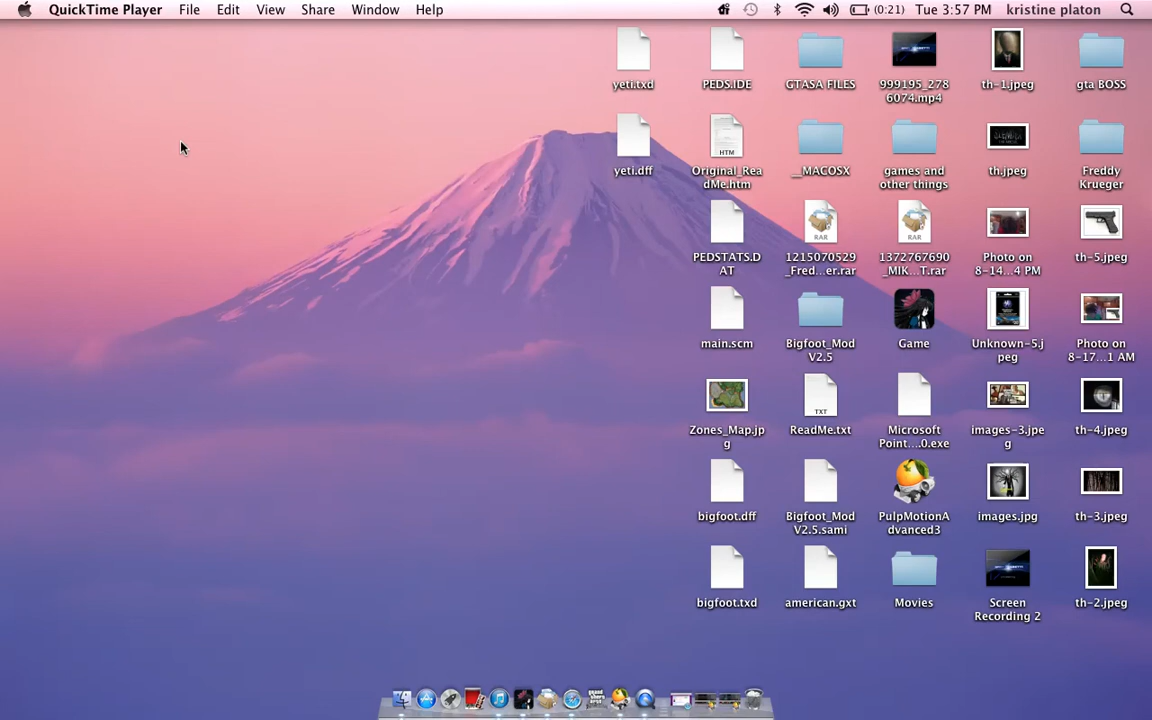 QuickTime Player File Edit View Share Window Help (0:21) Tue 3:57 PM kristine platon
yeti.txd PEDS.IDE GTASA FILES 999195_278 th-1.jpeg gta BOSS
6074.mp4
yeti.dff Original_Rea __MACOSX games and th.jpeg Freddy
dMe.htm other things Krueger
HTM
PEDSTATS.D 1215070529 1372767690 Photo on th-5.jpeg
AT _Fred...er.rar _MIK...T.rar 8-14...4 PM
RAR RAR
main.scm Bigfoot_Mod Game Unknown-5.j Photo on
V2.5 peg 8-17...1 AM
Zones_Map.jp ReadMe.txt Microsoft images-3.jpe th-4.jpeg
g Point....0.exe g
TXT
bigfoot.dff Bigfoot_Mod PulpMotionA images.jpg th-3.jpeg
V2.5.sami dvanced3
bigfoot.txd american.gxt Movies Screen th-2.jpeg
Recording 2